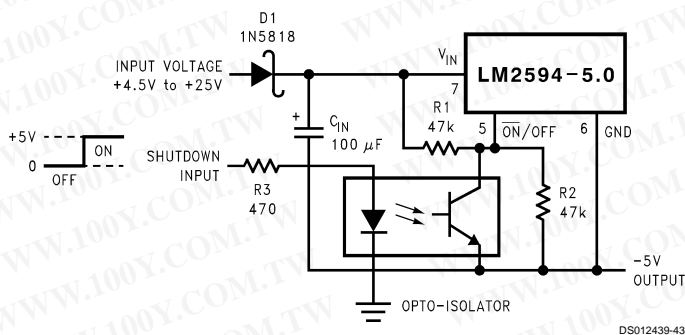 D1
1N5818
INPUT VOLTAGE
+4.5V to +25V
VIN
7
LM2594-5.0
R1
47k
5
ON/OFF
6
GND
+
CIN
100 μF
+5V
ON
0
OFF
SHUTDOWN
INPUT
R3
470
R2
47k
-5V
OUTPUT
OPTO-ISOLATOR
DS012439-43
WWW.100Y.COM.TW